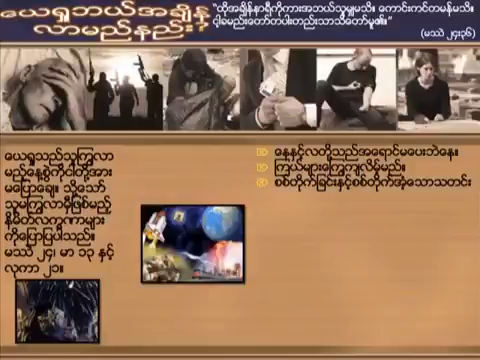 ယေရှုဘယ်အချိန်
လာမည်နည်း?
"ထိုအချိန်နာရီကိုကားအဘယ်သူမျှမသိ။ ကောင်းကင်တမန်မသိ။
ငါ့ခမည်းတော်တပါးတည်းသာသိတော်မူ၏။"
(မဿဲ ၂၄:၃၆)
ယေရှုသည်သူကြွလာ
မည့်နေ့စွဲကိုငါတို့အား
မပြောချေ။ သို့သော်
သူမကြွလာမှီဖြစ်မည့်
နိမိတ်လက္ခဏာများ
ကိုပြောပြပါသည်။
မဿဲ ၂၄၊ မာ ၁၃ နှင့်
လုကာ ၂၁။
နေနှင့်လတို့သည်အရောင်မပေးဘဲနေ။
ကြယ်များကြွေကျလိမ့်မည်။
စစ်တိုက်ခြင်းနှင့်စစ်တိုက်အံ့သောသတင်း